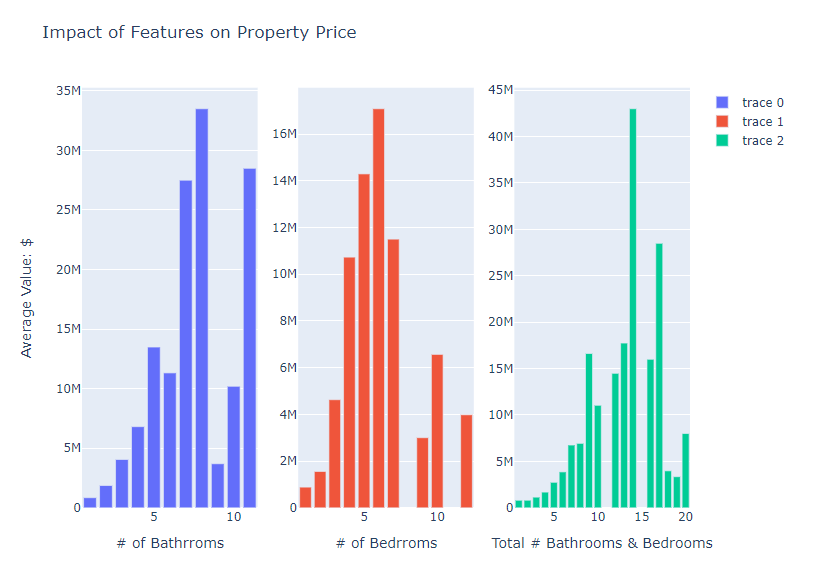 Impact of Features on Property Price
Average Value: $
35M
30M
25M
20M
15M
10M
5M
0
5
10
# of Bathrroms
16M
14M
12M
10M
8M
6M
4M
2M
0
5
10
# of Bedrroms
45M
40M
35M
30M
25M
20M
15M
10M
5M
0
5
10
15
20
Total # Bathrooms & Bedrooms
trace 0
trace 1
trace 2